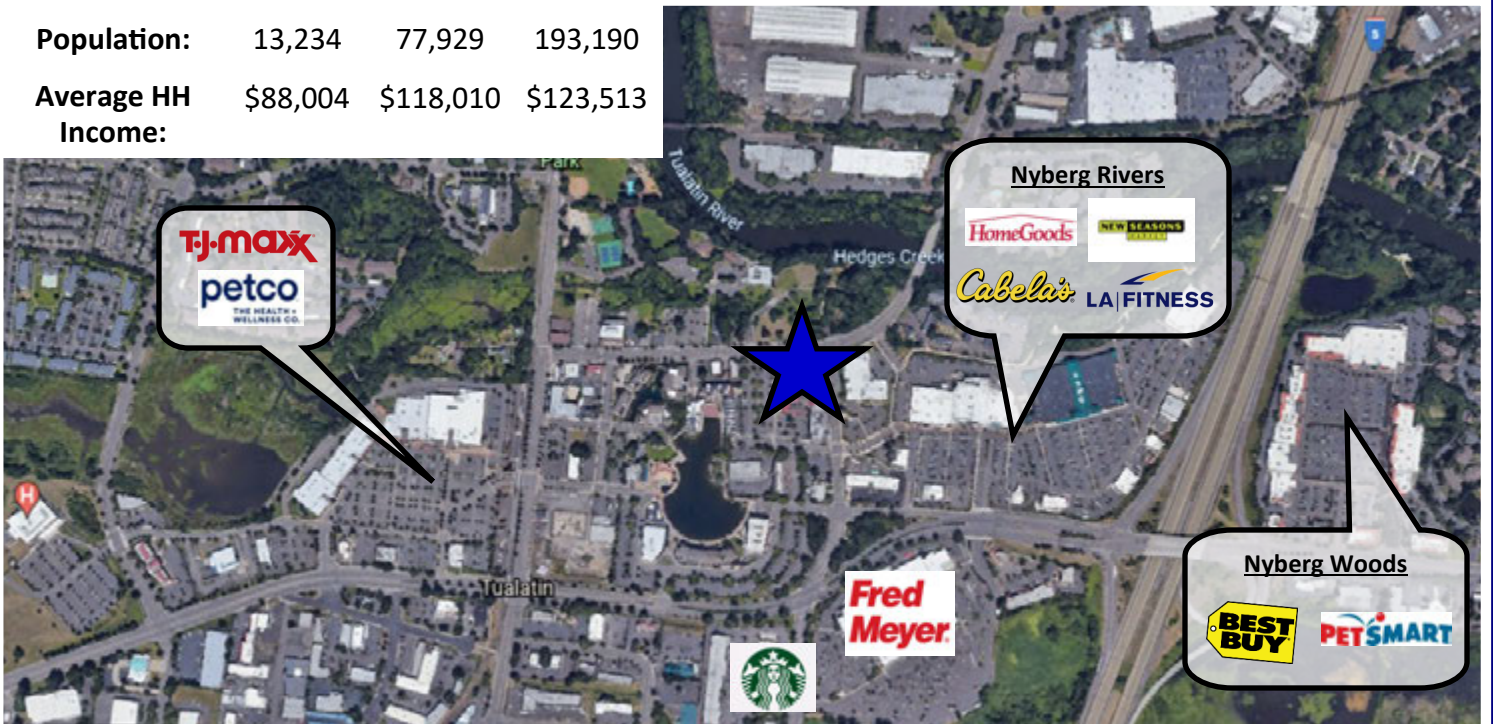 Population: 13,234 77,929 193,190
Average HH $88,004 $118,010 $123,513
Income:
5
Park
Tualatin River
Hedges Creek
T·J·maxx
petco
THE HEALTH +
WELLNESS CO.
Nyberg Rivers
HomeGoods NEW SEASONS
MARKET
Cabela's LA|FITNESS
H
Tualatin
Fred
Meyer
Nyberg Woods
BEST
BUY PETSMART